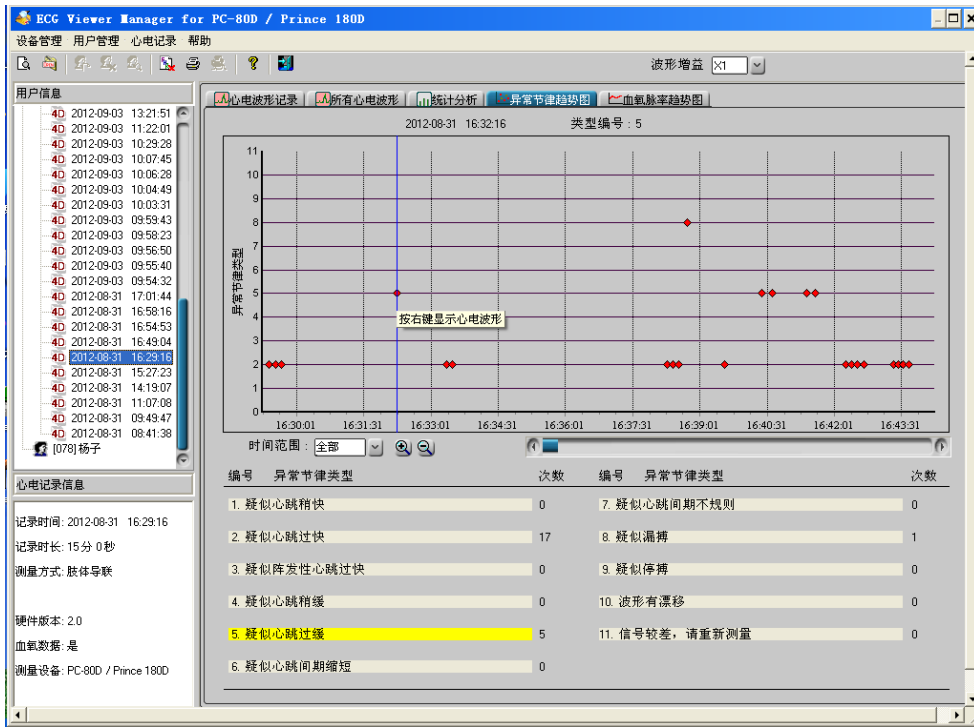 ECG Viewer Manager for PC-80D / Prince 180D
设备管理 用户管理 心电记录 帮助
波形增益 X1
用户信息
4D 2012-09-03 13:21:51
4D 2012-09-03 11:22:01
4D 2012-09-03 10:29:28
4D 2012-09-03 10:07:45
4D 2012-09-03 10:06:28
4D 2012-09-03 10:04:49
4D 2012-09-03 10:03:31
4D 2012-09-03 09:59:43
4D 2012-09-03 09:58:23
4D 2012-09-03 09:56:50
4D 2012-09-03 09:55:40
4D 2012-09-03 09:54:32
4D 2012-08-31 17:01:44
4D 2012-08-31 16:58:16
4D 2012-08-31 16:54:53
4D 2012-08-31 16:49:04
4D 2012-08-31 16:29:16
4D 2012-08-31 15:27:23
4D 2012-08-31 14:19:07
4D 2012-08-31 11:07:08
4D 2012-08-31 09:49:47
4D 2012-08-31 08:41:38
[078]杨子
心电记录信息
记录时间: 2012-08-31 16:29:16
记录时长: 15分 0秒
测量方式: 肢体导联
硬件版本: 2.0
血氧数据: 是
测量设备: PC-80D / Prince 180D
心电波形记录 所有心电波形 统计分析 异常节律趋势图 血氧脉率趋势图
2012-08-31 16:32:16 类型编号：5
异常节律类型
11
10
9
8
7
6
5
4
3
2
1
0
按右键显示心电波形
16:30:01 16:31:31 16:33:01 16:34:31 16:36:01 16:37:31 16:39:01 16:40:31 16:42:01 16:43:31
时间范围： 全部
编号 异常节律类型 次数 编号 异常节律类型 次数
1. 疑似心跳稍快 0 7. 疑似心跳间期不规则 0
2. 疑似心跳过快 17 8. 疑似漏搏 1
3. 疑似阵发性心跳过快 0 9. 疑似停搏 0
4. 疑似心跳稍缓 0 10. 波形有漂移 0
5. 疑似心跳过缓 5 11. 信号较差，请重新测量 0
6. 疑似心跳间期缩短 0